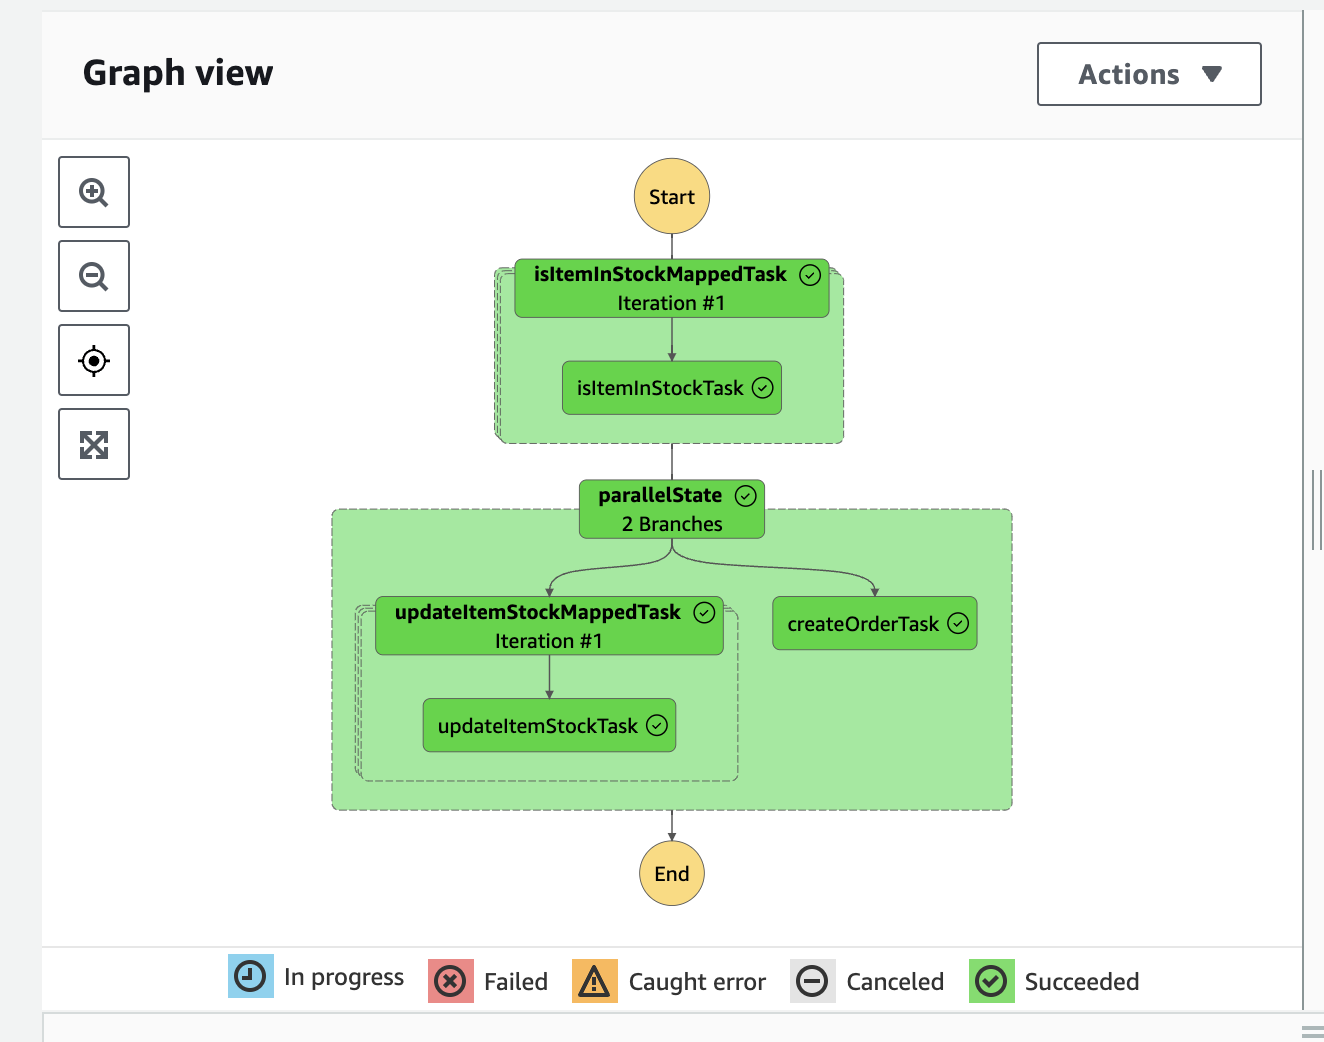 Graph view
Actions
Start
isItemInStockMappedTask
Iteration #1
isItemInStockTask
parallelState
2 Branches
updateItemStockMappedTask
Iteration #1
createOrderTask
updateItemStockTask
End
In progress
Failed
Caught error
Canceled
Succeeded